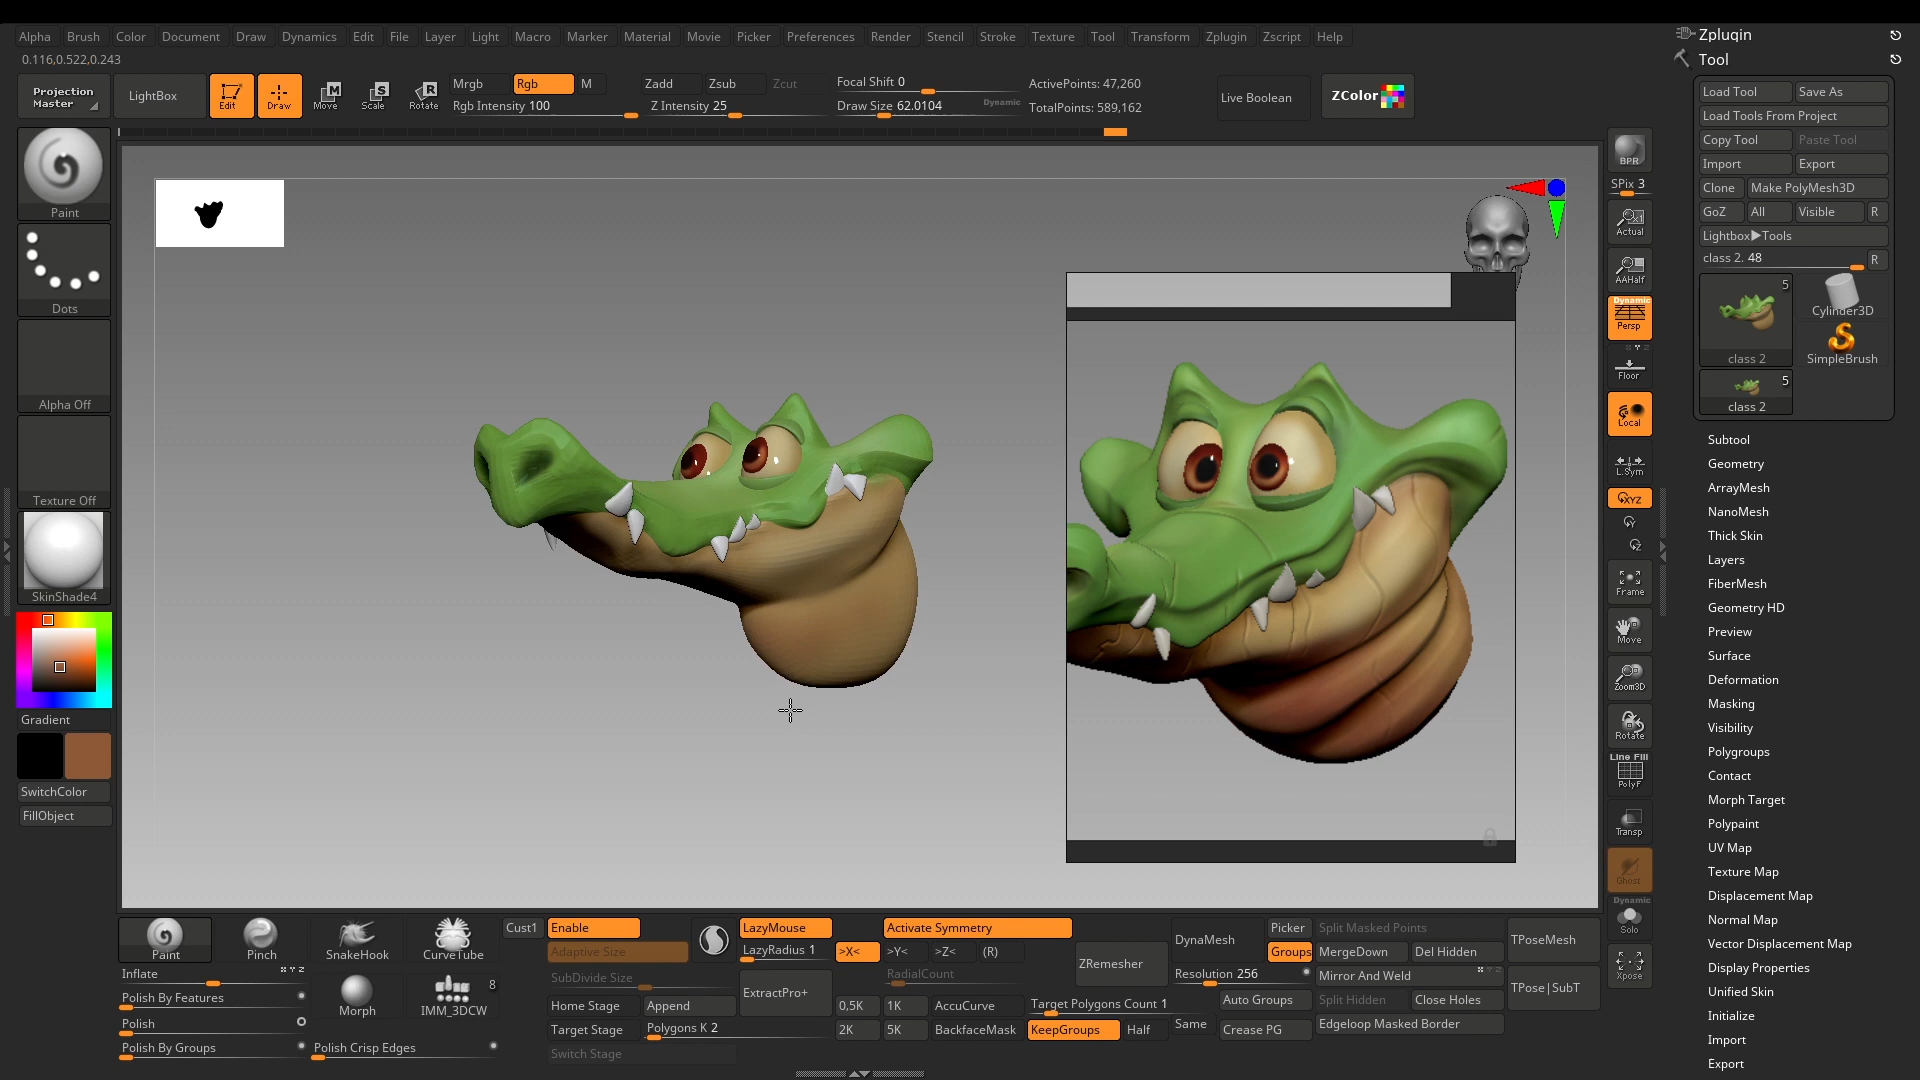 Alpha Brush Color Document Draw Dynamics Edit File Layer Light Macro Marker Material Movie Picker Preferences Render Stencil Stroke Texture Tool Transform Zplugin Zscript Help
0.116,0.522,0.243
Projection Master
LightBox
Edit Draw Move Scale Rotate
Mrgb Rgb M
Rgb Intensity 100
Zadd Zsub Zcut
Z Intensity 25
Focal Shift 0
Draw Size 62.0104 Dynamic
ActivePoints: 47,260
TotalPoints: 589,162
Live Boolean
ZColor
Paint
Dots
Alpha Off
Texture Off
SkinShade4
Gradient
SwitchColor
FillObject
BPR
SPix 3
Actual
AAHalf
Dynamic
Persp
Floor
Local
L.Sym
XYZ
Y
Z
Frame
Move
Zoom3D
Rotate
Line Fill
PolyF
Transp
Ghost
Dynamic
Solo
Xpose
Zplugin
Tool
Load Tool Save As
Load Tools From Project
Copy Tool Paste Tool
Import Export
Clone Make PolyMesh3D
GoZ All Visible R
Lightbox▶Tools
class 2. 48 R
5
Cylinder3D
class 2 SimpleBrush
5
class 2
Subtool
Geometry
ArrayMesh
NanoMesh
Thick Skin
Layers
FiberMesh
Geometry HD
Preview
Surface
Deformation
Masking
Visibility
Polygroups
Contact
Morph Target
Polypaint
UV Map
Texture Map
Displacement Map
Normal Map
Vector Displacement Map
Display Properties
Unified Skin
Initialize
Import
Export
Paint Pinch SnakeHook CurveTube
Inflate
Polish By Features
Polish
Polish By Groups
Morph IMM_3DCW 8
Polish Crisp Edges
Cust1
Enable
Adaptive Size
SubDivide Size
Home Stage Append
Target Stage Polygons K 2
Switch Stage
LazyMouse
LazyRadius 1
ExtractPro+
Activate Symmetry
>X< >Y< >Z< (R)
RadialCount
0,5K 1K AccuCurve
2K 5K BackfaceMask
ZRemesher
Target Polygons Count 1
KeepGroups Half Same
DynaMesh
Resolution 256
Picker
Groups
Auto Groups
Crease PG
Split Masked Points
MergeDown Del Hidden
Mirror And Weld
Split Hidden Close Holes
Edgeloop Masked Border
TPoseMesh
TPose|SubT